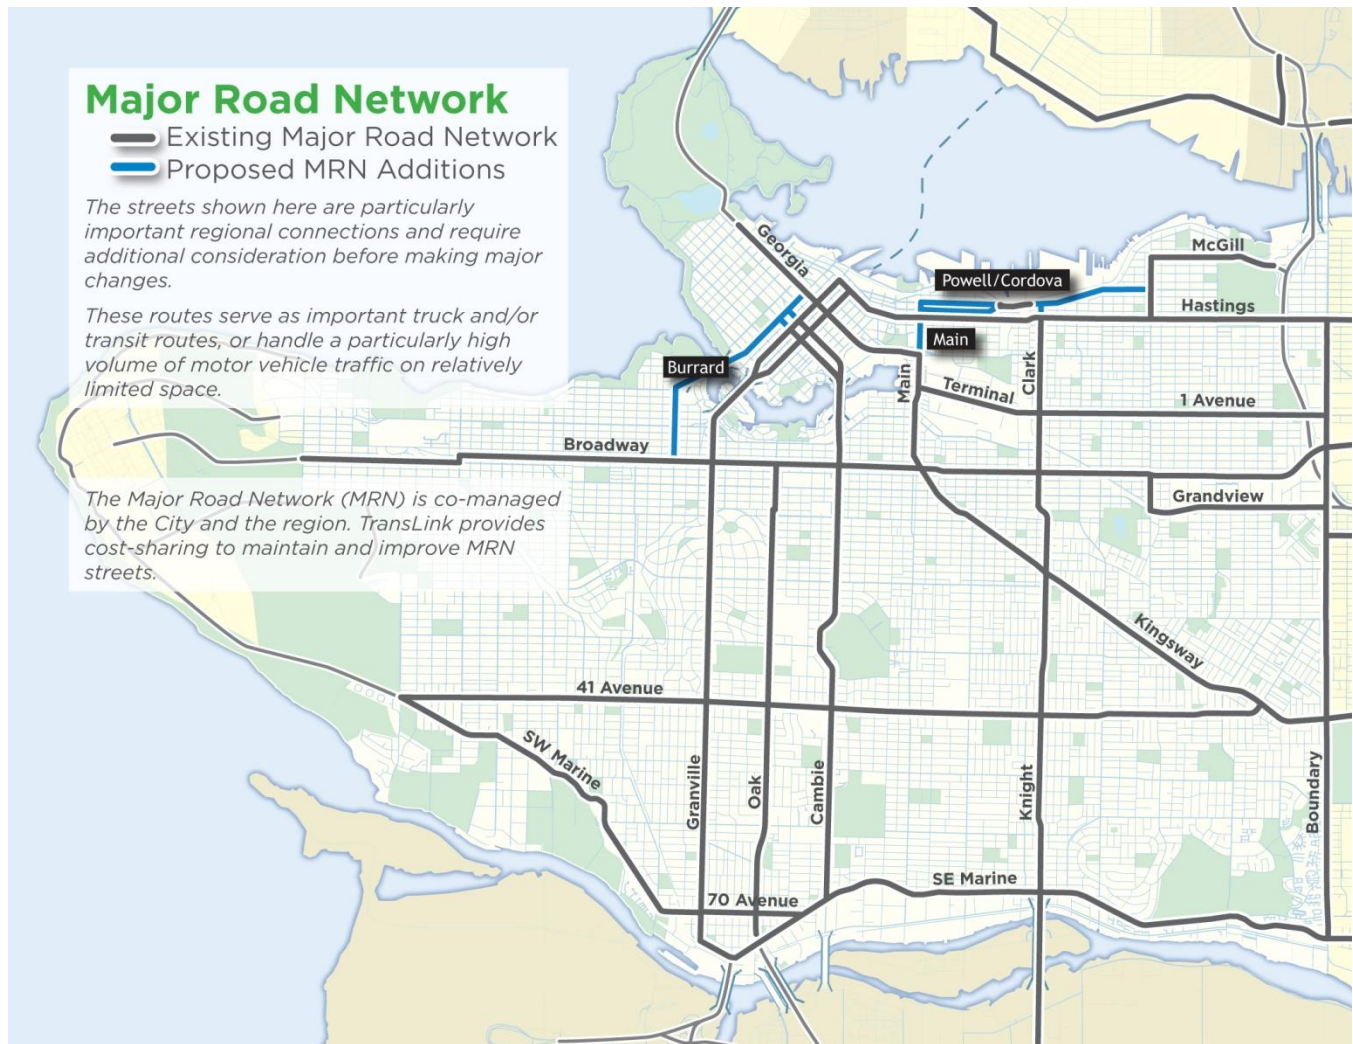 Major Road Network
Existing Major Road Network
Proposed MRN Additions
The streets shown here are particularly
important regional connections and require
additional consideration before making major
changes.
These routes serve as important truck and/or
transit routes, or handle a particularly high
volume of motor vehicle traffic on relatively
limited space.
The Major Road Network (MRN) is co-managed
by the City and the region. TransLink provides
cost-sharing to maintain and improve MRN
streets.
Georgia
McGill
Powell/Cordova
Hastings
Main
Burrard
Main
Clark
Terminal
1 Avenue
Broadway
Grandview
Kingsway
41 Avenue
SW Marine
Granville
Oak
Cambie
Knight
Boundary
SE Marine
70 Avenue